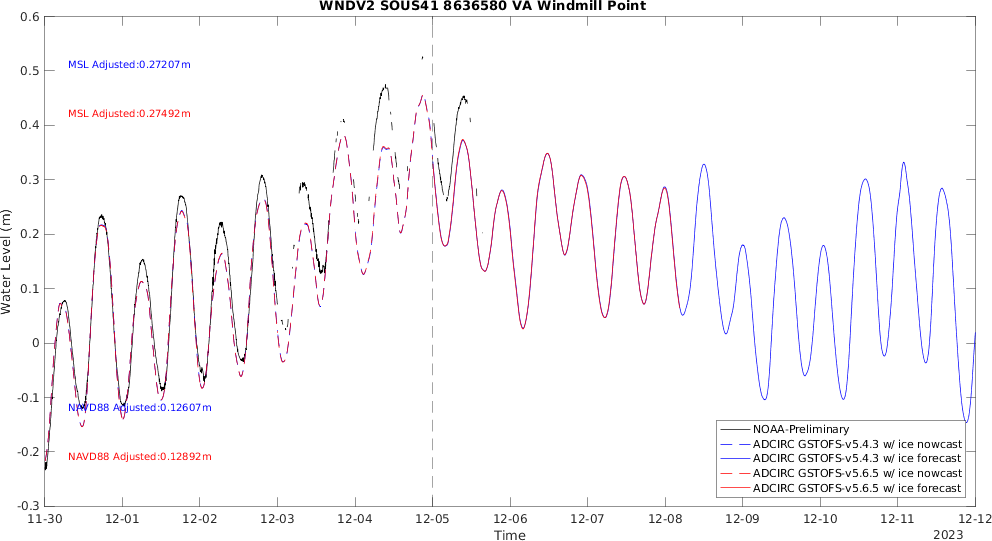 WNDV2 SOUS41 8636580 VA Windmill Point
0.6
0.5
0.4
0.3
0.2
0.1
0
-0.1
-0.2
-0.3
Water Level (m)
MSL Adjusted:0.27207m
MSL Adjusted:0.27492m
NAVD88 Adjusted:0.12607m
NAVD88 Adjusted:0.12892m
NOAA-Preliminary
ADCIRC GSTOFS-v5.4.3 w/ ice nowcast
ADCIRC GSTOFS-v5.4.3 w/ ice forecast
ADCIRC GSTOFS-v5.6.5 w/ ice nowcast
ADCIRC GSTOFS-v5.6.5 w/ ice forecast
11-30 12-01 12-02 12-03 12-04 12-05 12-06 12-07 12-08 12-09 12-10 12-11 12-12
Time
2023